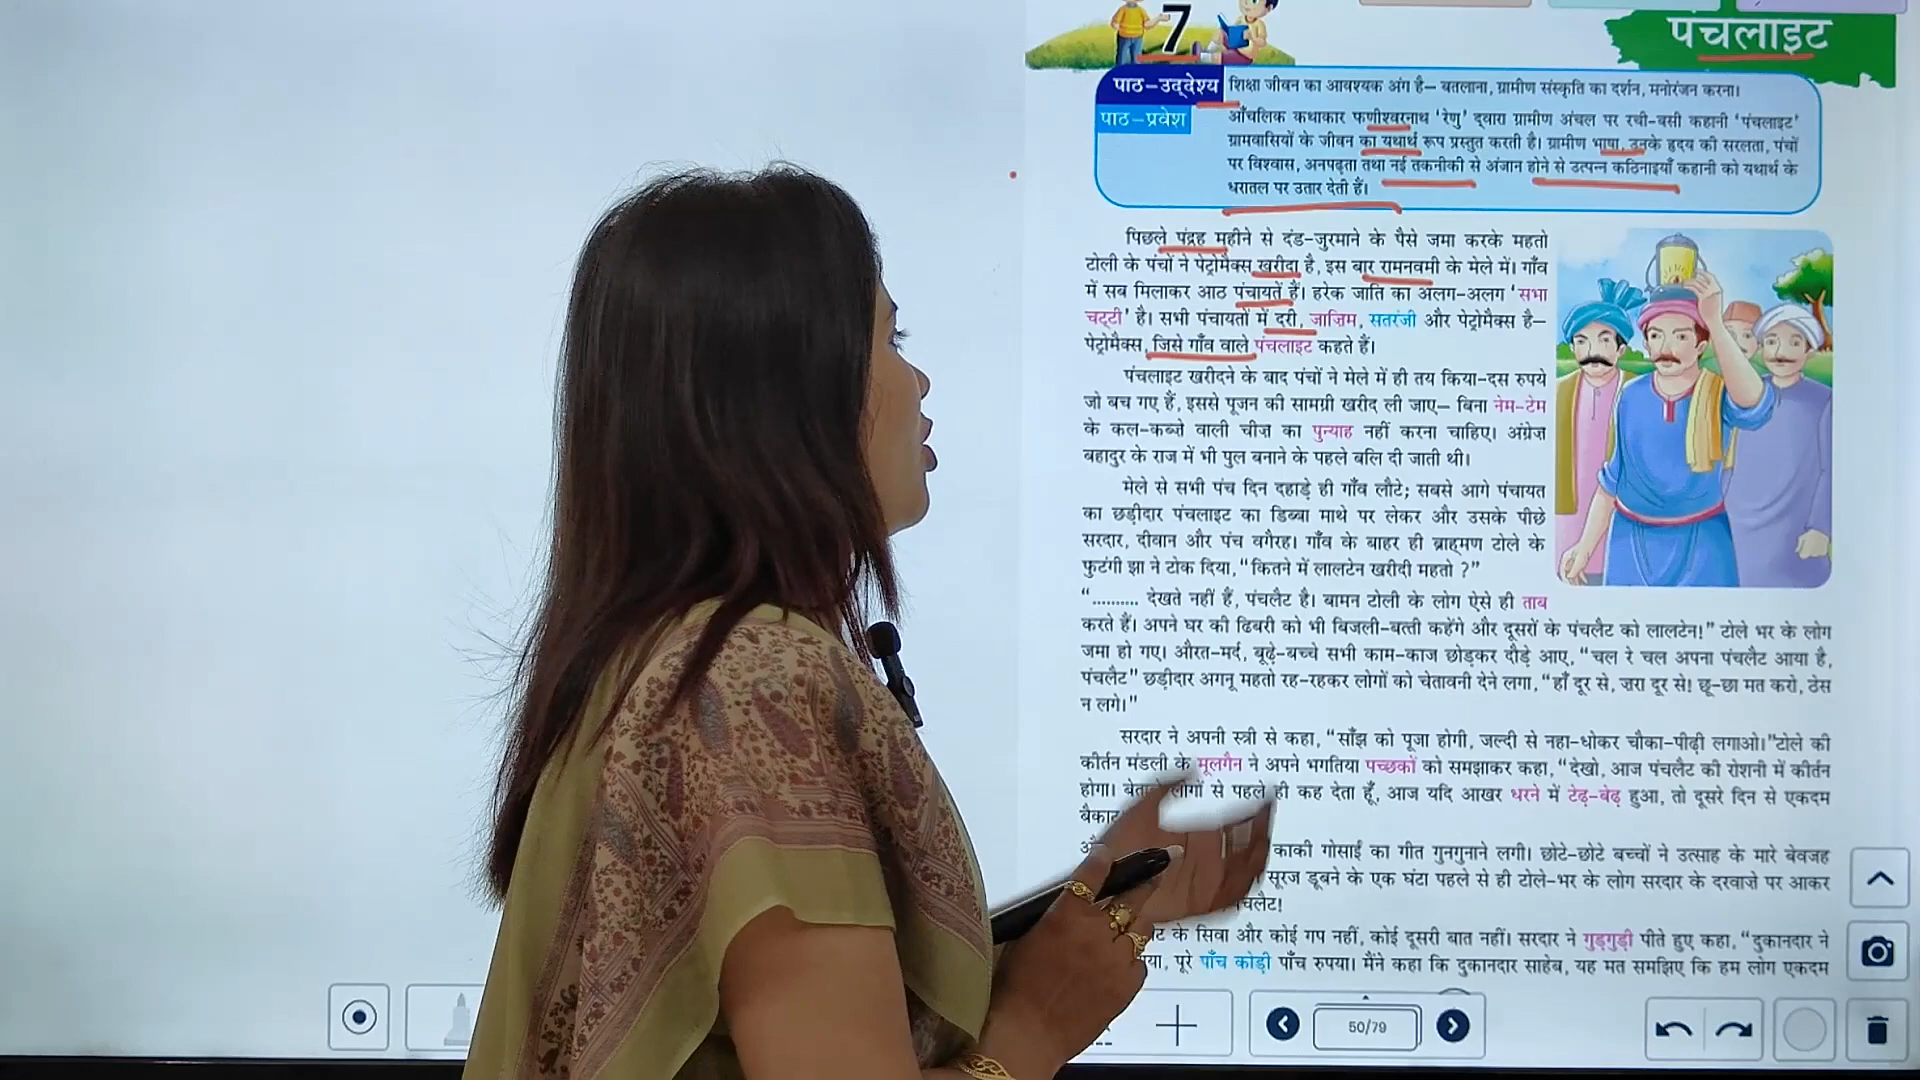 7
पंचलाइट
पाठ-उद्देश्य शिक्षा जीवन का आवश्यक अंग है— बतलाना, ग्रामीण संस्कृति का दर्शन, मनोरंजन करना।
पाठ-प्रवेश आँचलिक कथाकार फणीश्वरनाथ 'रेणु' द्वारा ग्रामीण अंचल पर रची-बसी कहानी 'पंचलाइट'
ग्रामवासियों के जीवन का यथार्थ रूप प्रस्तुत करती है। ग्रामीण भाषा, उनके हृदय की सरलता, पंचों
पर विश्वास, अनपढ़ता तथा नई तकनीकी से अंजान होने से उत्पन्न कठिनाइयाँ कहानी को यथार्थ के
धरातल पर उतार देती हैं।
पिछले पंद्रह महीने से दंड-जुरमाने के पैसे जमा करके महतो
टोली के पंचों ने पेट्रोमैक्स खरीदा है, इस बार रामनवमी के मेले में। गाँव
में सब मिलाकर आठ पंचायतें हैं। हरेक जाति का अलग-अलग 'सभा
चट्टी' है। सभी पंचायतों में दरी, जाज़िम, सतरंजी और पेट्रोमैक्स है—
पेट्रोमैक्स, जिसे गाँव वाले पंचलाइट कहते हैं।
पंचलाइट खरीदने के बाद पंचों ने मेले में ही तय किया-दस रुपये
जो बच गए हैं, इससे पूजन की सामग्री खरीद ली जाए— बिना नेम-टेम
के कल-कब्ज़े वाली चीज़ का पुन्याह नहीं करना चाहिए। अंग्रेज़
बहादुर के राज में भी पुल बनाने के पहले बलि दी जाती थी।
मेले से सभी पंच दिन दहाड़े ही गाँव लौटे; सबसे आगे पंचायत
का छड़ीदार पंचलाइट का डिब्बा माथे पर लेकर और उसके पीछे
सरदार, दीवान और पंच वगैरह। गाँव के बाहर ही ब्राह्मण टोले के
फुटंगी झा ने टोक दिया, “कितने में लालटेन खरीदी महतो ?”
“.......... देखते नहीं हैं, पंचलैट है। बामन टोली के लोग ऐसे ही ताब
करते हैं। अपने घर की ढिबरी को भी बिजली-बत्ती कहेंगे और दूसरों के पंचलैट को लालटेन!” टोले भर के लोग
जमा हो गए। औरत-मर्द, बूढ़े-बच्चे सभी काम-काज छोड़कर दौड़े आए, “चल रे चल अपना पंचलैट आया है,
पंचलैट” छड़ीदार अगनू महतो रह-रहकर लोगों को चेतावनी देने लगा, “हाँ दूर से, ज़रा दूर से! छू-छा मत करो, ठेस
न लगे।”
सरदार ने अपनी स्त्री से कहा, “साँझ को पूजा होगी, जल्दी से नहा-धोकर चौका-पीढ़ी लगाओ।”टोले की
कीर्तन मंडली के मूलगैन ने अपने भगतिया पच्छकों को समझाकर कहा, “देखो, आज पंचलैट की रोशनी में कीर्तन
होगा। लोगों से पहले ही कह देता हूँ, आज यदि आखर धरने में टेढ़-बेढ़ हुआ, तो दूसरे दिन से एकदम
काकी गोसाईं का गीत गुनगुनाने लगी। छोटे-छोटे बच्चों ने उत्साह के मारे बेवजह
सूरज डूबने के एक घंटा पहले से ही टोले-भर के लोग सरदार के दरवाज़े पर आकर
के सिवा और कोई गप नहीं, कोई दूसरी बात नहीं। सरदार ने गुड़गुड़ी पीते हुए कहा, “दुकानदार ने
पूरे पाँच कोड़ी पाँच रुपया। मैंने कहा कि दुकानदार साहेब, यह मत समझिए कि हम लोग एकदम
50/79